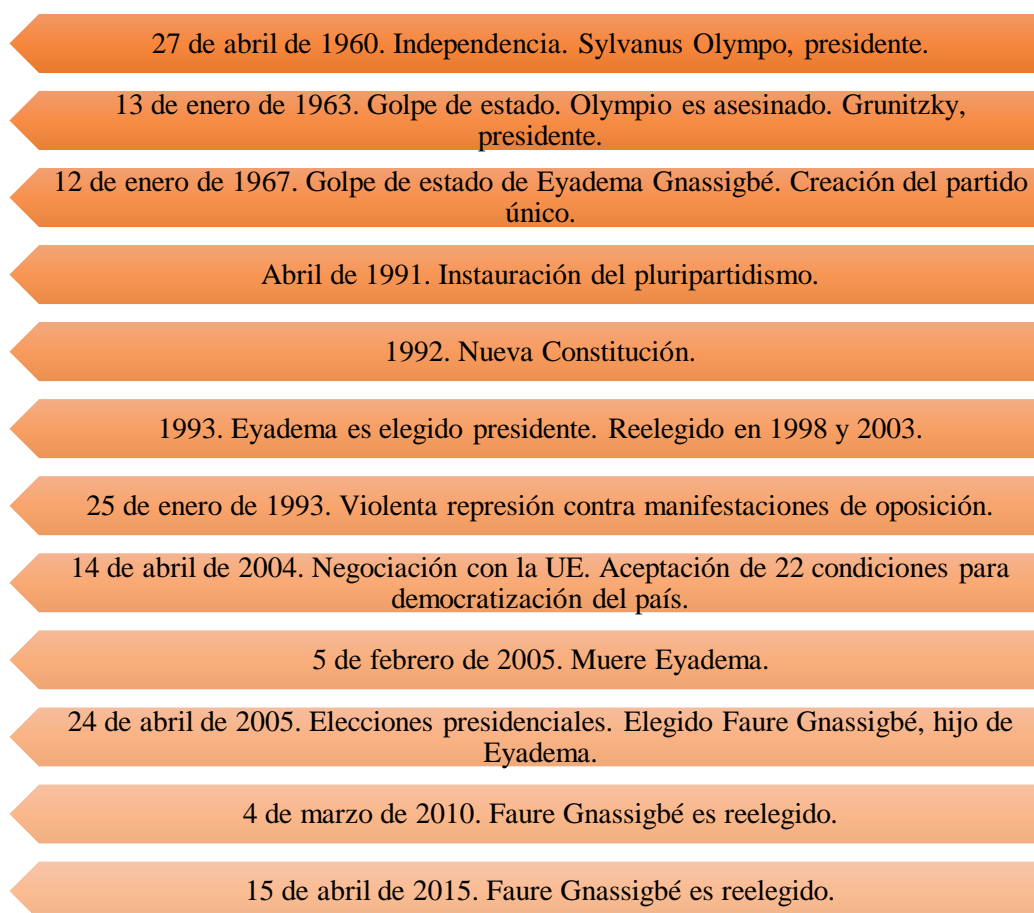 27 de abril de 1960. Independencia. Sylvanus Olympo, presidente.
13 de enero de 1963. Golpe de estado. Olympio es asesinado. Grunitzky,
presidente.
12 de enero de 1967. Golpe de estado de Eyadema Gnassigbé. Creación del partido
único.
Abril de 1991. Instauración del pluripartidismo.
1992. Nueva Constitución.
1993. Eyadema es elegido presidente. Reelegido en 1998 y 2003.
25 de enero de 1993. Violenta represión contra manifestaciones de oposición.
14 de abril de 2004. Negociación con la UE. Aceptación de 22 condiciones para
democratización del país.
5 de febrero de 2005. Muere Eyadema.
24 de abril de 2005. Elecciones presidenciales. Elegido Faure Gnassigbé, hijo de
Eyadema.
4 de marzo de 2010. Faure Gnassigbé es reelegido.
15 de abril de 2015. Faure Gnassigbé es reelegido.